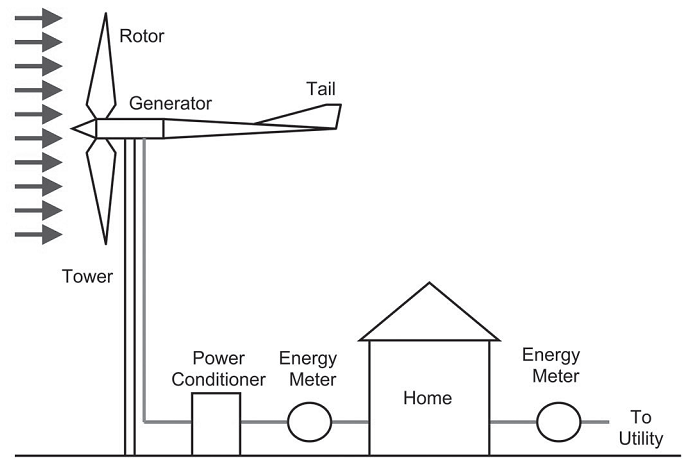 Rotor
Tail
Generator
Tower
Power
Conditioner
Energy
Meter
Home
Energy
Meter
To
Utility